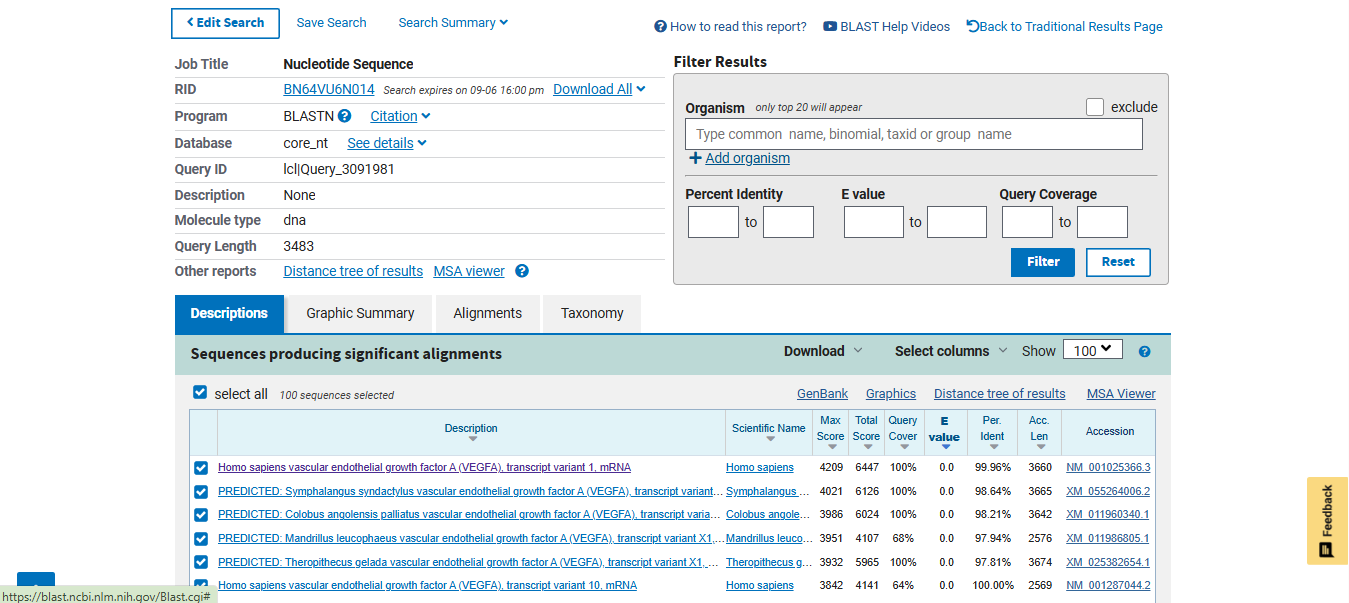 Edit Search Save Search Search Summary How to read this report? BLAST Help Videos Back to Traditional Results Page
Job Title Nucleotide Sequence
RID BN64VU6N014 Search expires on 09-06 16:00 pm Download All
Program BLASTN Citation
Database core_nt See details
Query ID lcl|Query_3091981
Description None
Molecule type dna
Query Length 3483
Other reports Distance tree of results MSA viewer
Filter Results
Organism only top 20 will appear exclude
Type common name, binomial, taxid or group name
Add organism
Percent Identity E value Query Coverage
to to to
Filter Reset
Descriptions Graphic Summary Alignments Taxonomy
Sequences producing significant alignments Download Select columns Show 100
select all 100 sequences selected GenBank Graphics Distance tree of results MSA Viewer
Description Scientific Name Max Score Total Score Query Cover E value Per. Ident Acc. Len Accession
Homo sapiens vascular endothelial growth factor A (VEGFA), transcript variant 1, mRNA Homo sapiens 4209 6447 100% 0.0 99.96% 3660 NM_001025366.3
PREDICTED: Symphalangus syndactylus vascular endothelial growth factor A (VEGFA), transcript variant... Symphalangus ... 4021 6126 100% 0.0 98.64% 3665 XM_055264006.2
PREDICTED: Colobus angolensis palliatus vascular endothelial growth factor A (VEGFA), transcript varia... Colobus angole... 3986 6024 100% 0.0 98.21% 3642 XM_011960340.1
PREDICTED: Mandrillus leucophaeus vascular endothelial growth factor A (VEGFA), transcript variant X1,... Mandrillus leuco... 3951 4107 68% 0.0 97.94% 2576 XM_011986805.1
PREDICTED: Theropithecus gelada vascular endothelial growth factor A (VEGFA), transcript variant X1, ... Theropithecus g... 3932 5965 100% 0.0 97.81% 3674 XM_025382654.1
Homo sapiens vascular endothelial growth factor A (VEGFA), transcript variant 10, mRNA Homo sapiens 3842 4141 64% 0.0 100.00% 2569 NM_001287044.2
Feedback
https://blast.ncbi.nlm.nih.gov/Blast.cgi#